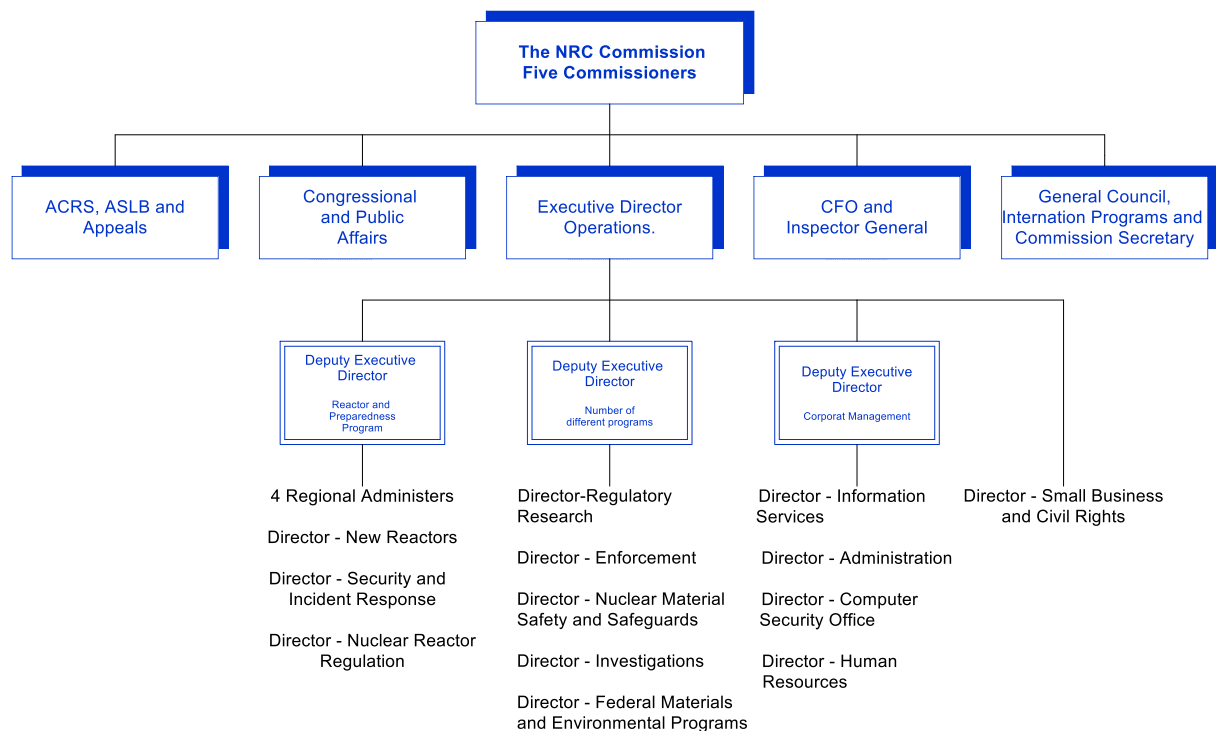 The NRC Commission
Five Commissioners
ACRS, ASLB and
Appeals
Congressional
and Public
Affairs
Executive Director
Operations.
CFO and
Inspector General
General Council,
Internation Programs and
Commission Secretary
Deputy Executive
Director
Reactor and
Preparedness
Program
Deputy Executive
Director
Number of
different programs
Deputy Executive
Director
Corporat Management
4 Regional Administers
Director - New Reactors
Director - Security and
Incident Response
Director - Nuclear Reactor
Regulation
Director-Regulatory
Research
Director - Enforcement
Director - Nuclear Material
Safety and Safeguards
Director - Investigations
Director - Federal Materials
and Environmental Programs
Director - Information
Services
Director - Administration
Director - Computer
Security Office
Director - Human
Resources
Director - Small Business
and Civil Rights